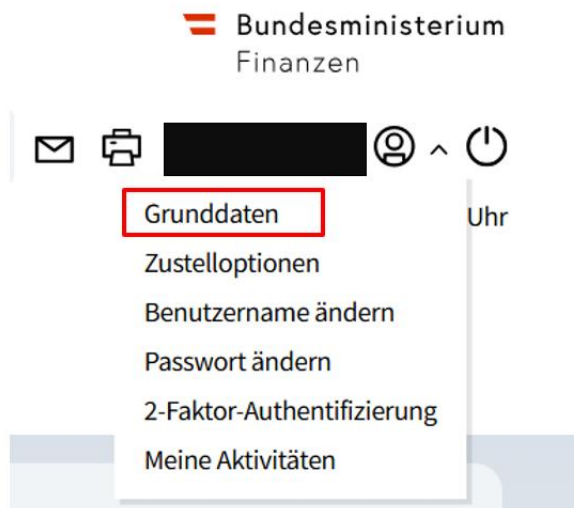 Bundesministerium
Finanzen
Grunddaten
Uhr
Zustelloptionen
Benutzername ändern
Passwort ändern
2-Faktor-Authentifizierung
Meine Aktivitäten